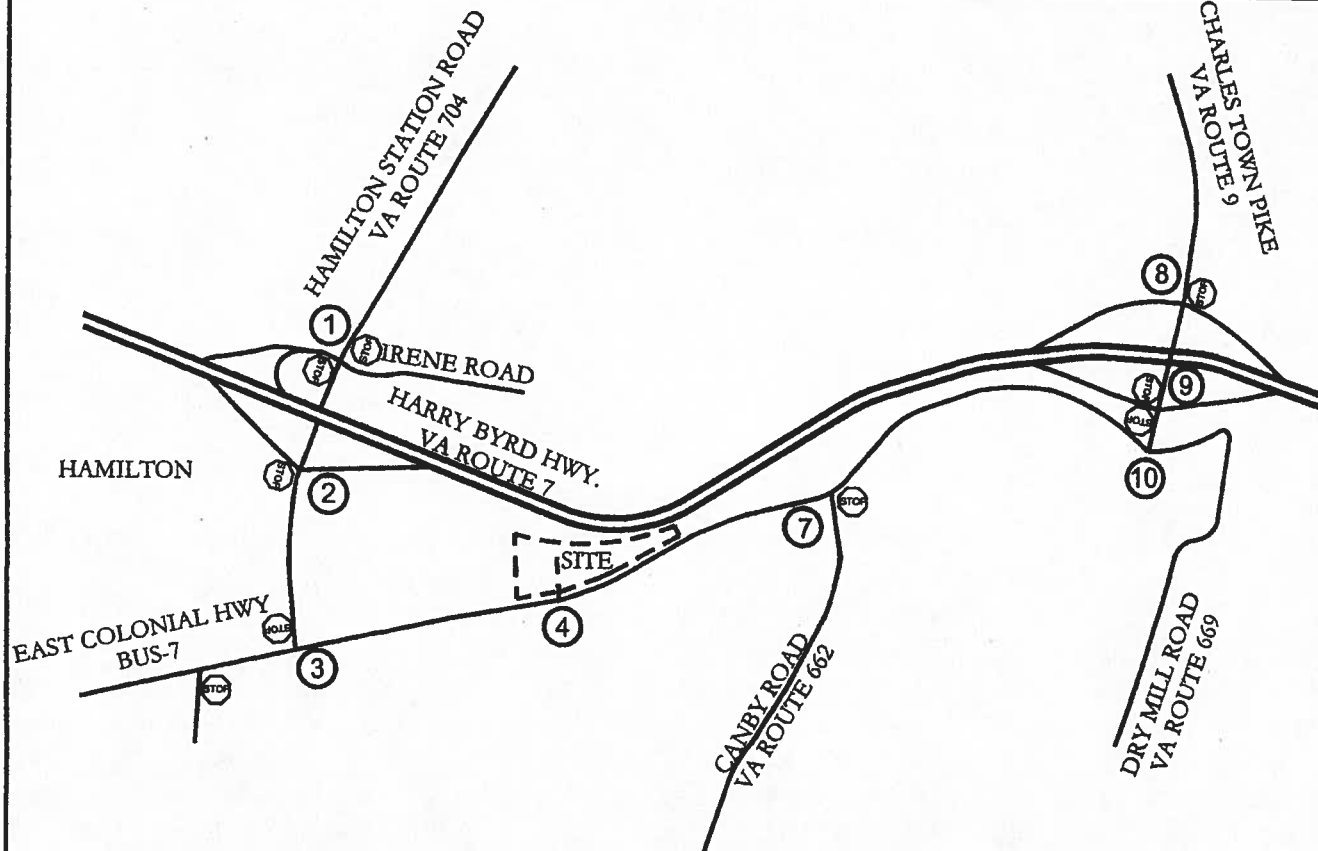 HAMILTON STATION ROAD
VA ROUTE 704
CHARLES TOWN PIKE
VA ROUTE 9
8
STOP
1
STOP
STOP
IRENE ROAD
9
STOP
STOP
HARRY BYRD HWY.
VA ROUTE 7
HAMILTON
STOP
2
10
STOP
7
SITE
4
EAST COLONIAL HWY
BUS-7
STOP
3
STOP
CANBY ROAD
VA ROUTE 662
DRY MILL ROAD
VA ROUTE 669